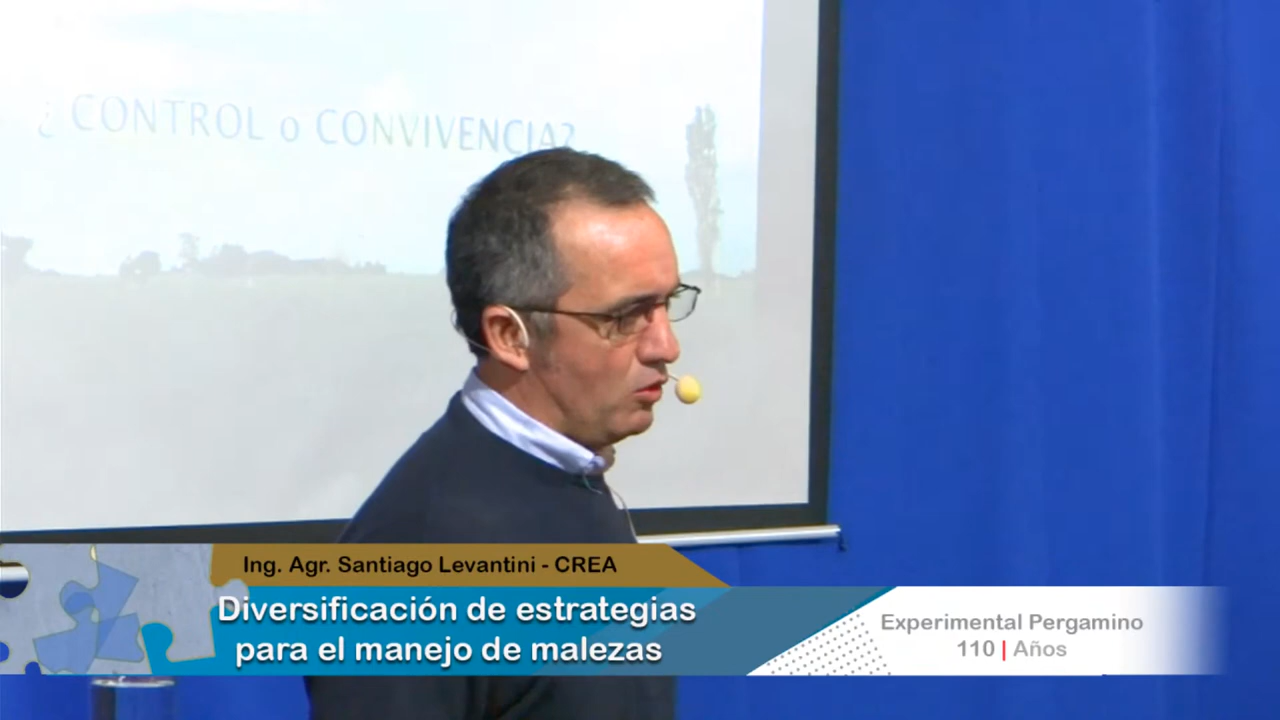 ¿ CONTROL o CONVIVENCIA?
Ing. Agr. Santiago Levantini - CREA
Diversificación de estrategias
para el manejo de malezas
Experimental Pergamino
110 | Años